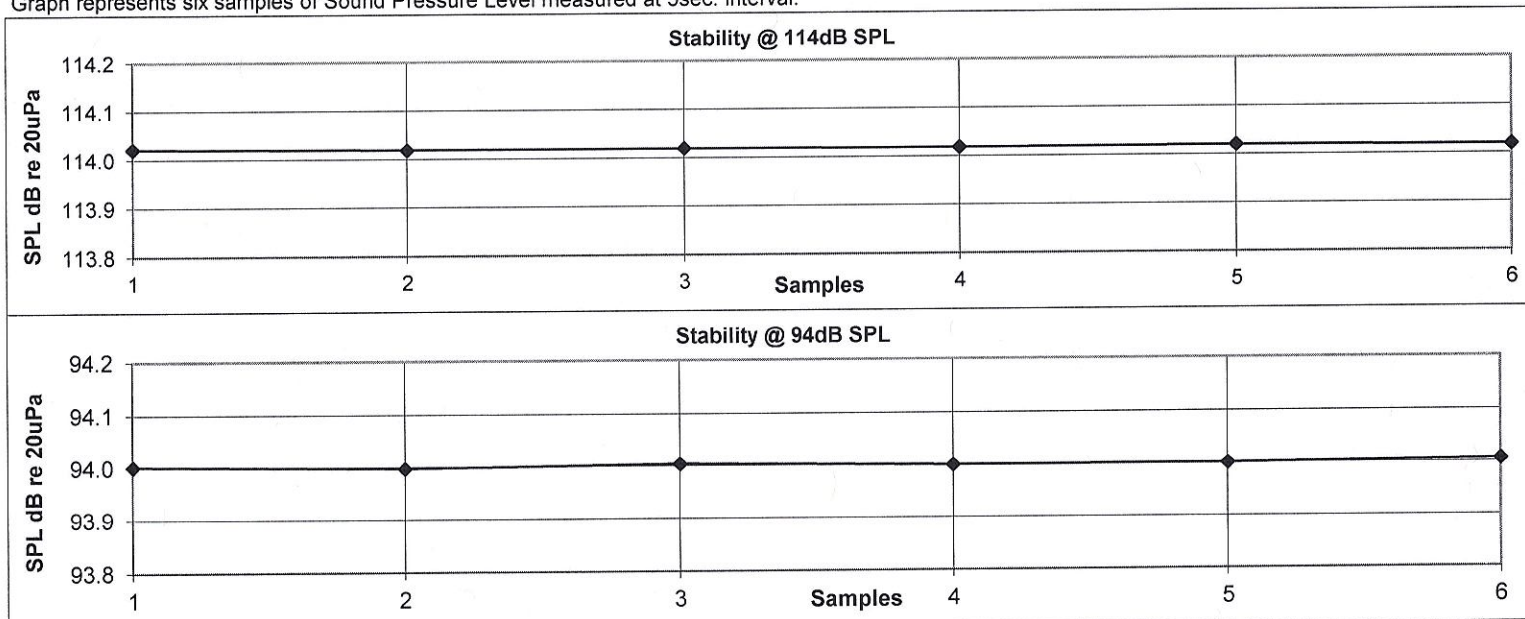 Graph represents six samples of Sound Pressure Level measured at 5sec. interval.
Stability @ 114dB SPL
SPL dB re 20uPa
114.2
114.1
114.0
113.9
113.8
1 2 3 4 5 6
Samples
Stability @ 94dB SPL
SPL dB re 20uPa
94.2
94.1
94.0
93.9
93.8
1 2 3 4 5 6
Samples